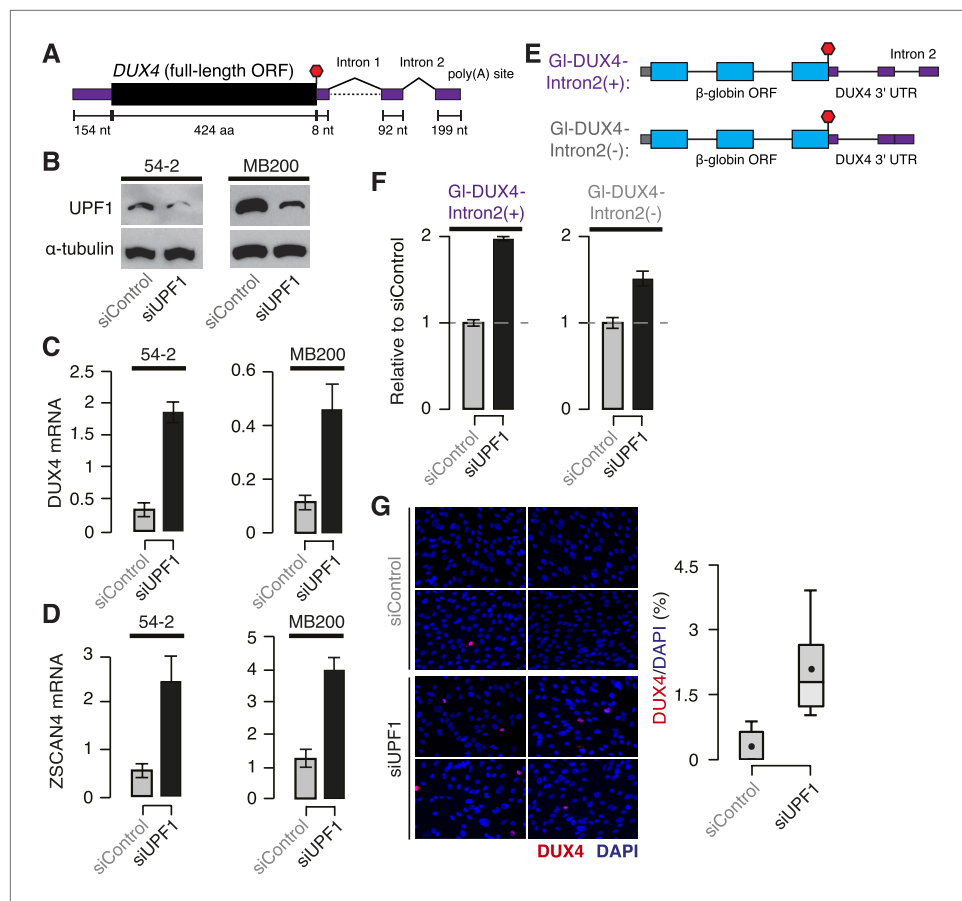 A
DUX4 (full-length ORF)
Intron 1
Intron 2
poly(A) site
154 nt
424 aa
8 nt
92 nt
199 nt
B
54-2
MB200
UPF1
α-tubulin
siControl
siUPF1
siControl
siUPF1
C
54-2
MB200
DUX4 mRNA
2.5
2
1.5
1
0.5
0
0.6
0.4
0.2
0
siControl
siUPF1
siControl
siUPF1
D
54-2
MB200
ZSCAN4 mRNA
3
2
1
0
5
4
3
2
1
0
siControl
siUPF1
siControl
siUPF1
E
Gl-DUX4-
Intron2(+):
Intron 2
β-globin ORF
DUX4 3' UTR
Gl-DUX4-
Intron2(-):
β-globin ORF
DUX4 3' UTR
F
Gl-DUX4-
Intron2(+)
Gl-DUX4-
Intron2(-)
Relative to siControl
2
1
0
2
1
0
siControl
siUPF1
siControl
siUPF1
G
siControl
siUPF1
DUX4 DAPI
DUX4/DAPI (%)
4.5
3
1.5
0
siControl
siUPF1